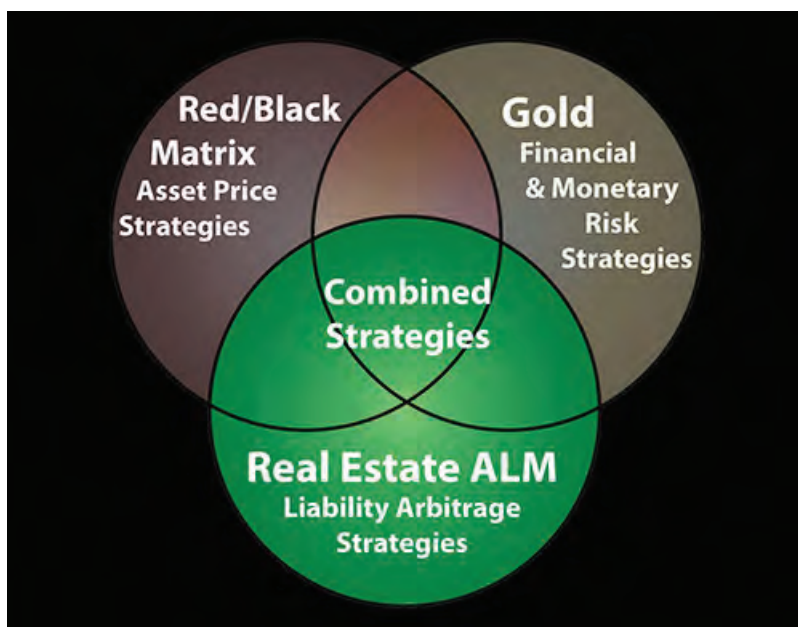 Red/Black
Matrix
Asset Price
Strategies
Gold
Financial
& Monetary
Risk
Strategies
Combined
Strategies
Real Estate ALM
Liability Arbitrage
Strategies